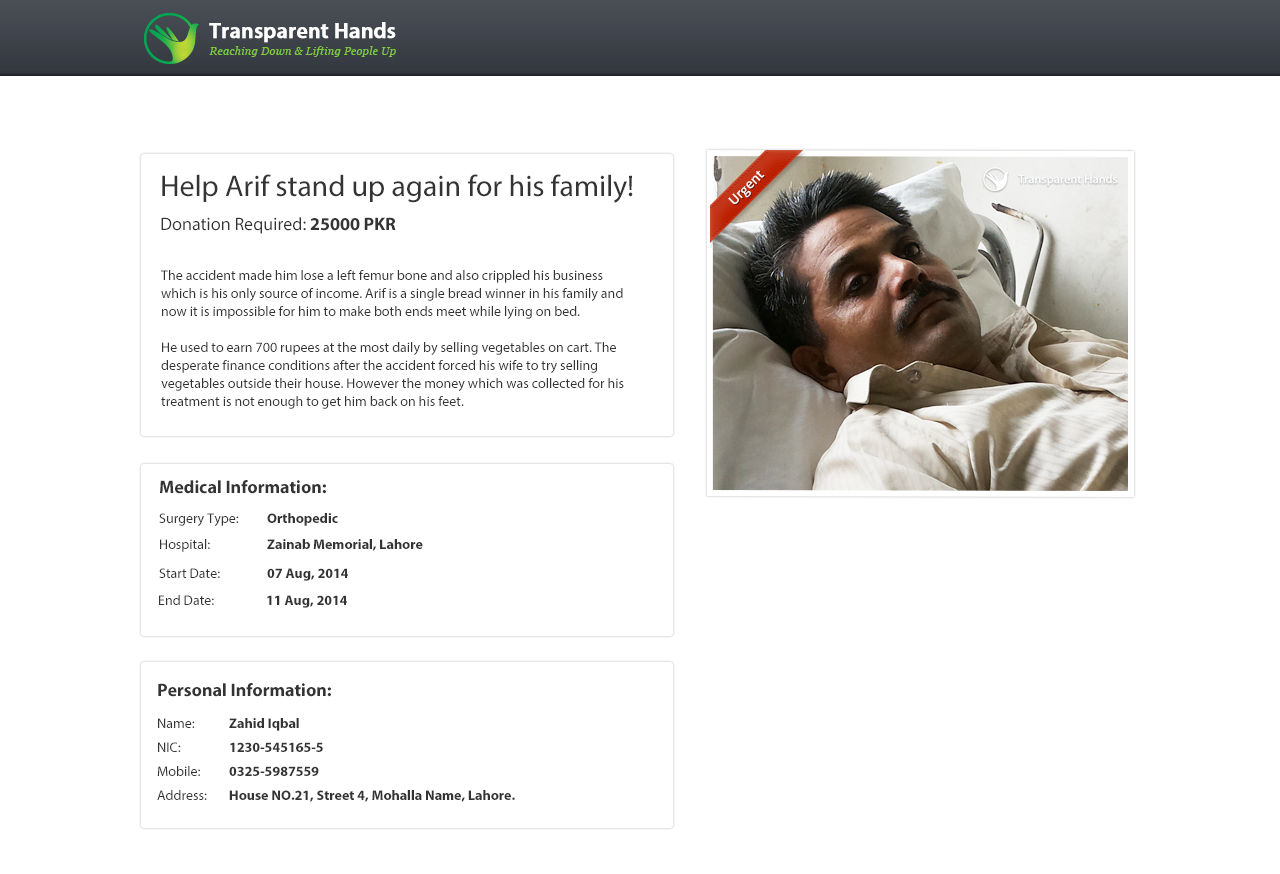 Transparent Hands
Reaching Down & Lifting People Up
Help Arif stand up again for his family!
Donation Required: 25000 PKR
The accident made him lose a left femur bone and also crippled his business
which is his only source of income. Arif is a single bread winner in his family and
now it is impossible for him to make both ends meet while lying on bed.
He used to earn 700 rupees at the most daily by selling vegetables on cart. The
desperate finance conditions after the accident forced his wife to try selling
vegetables outside their house. However the money which was collected for his
treatment is not enough to get him back on his feet.
Medical Information:
Surgery Type: Orthopedic
Hospital: Zainab Memorial, Lahore
Start Date: 07 Aug, 2014
End Date: 11 Aug, 2014
Personal Information:
Name: Zahid Iqbal
NIC: 1230-545165-5
Mobile: 0325-5987559
Address: House NO.21, Street 4, Mohalla Name, Lahore.
Urgent
Transparent Hands